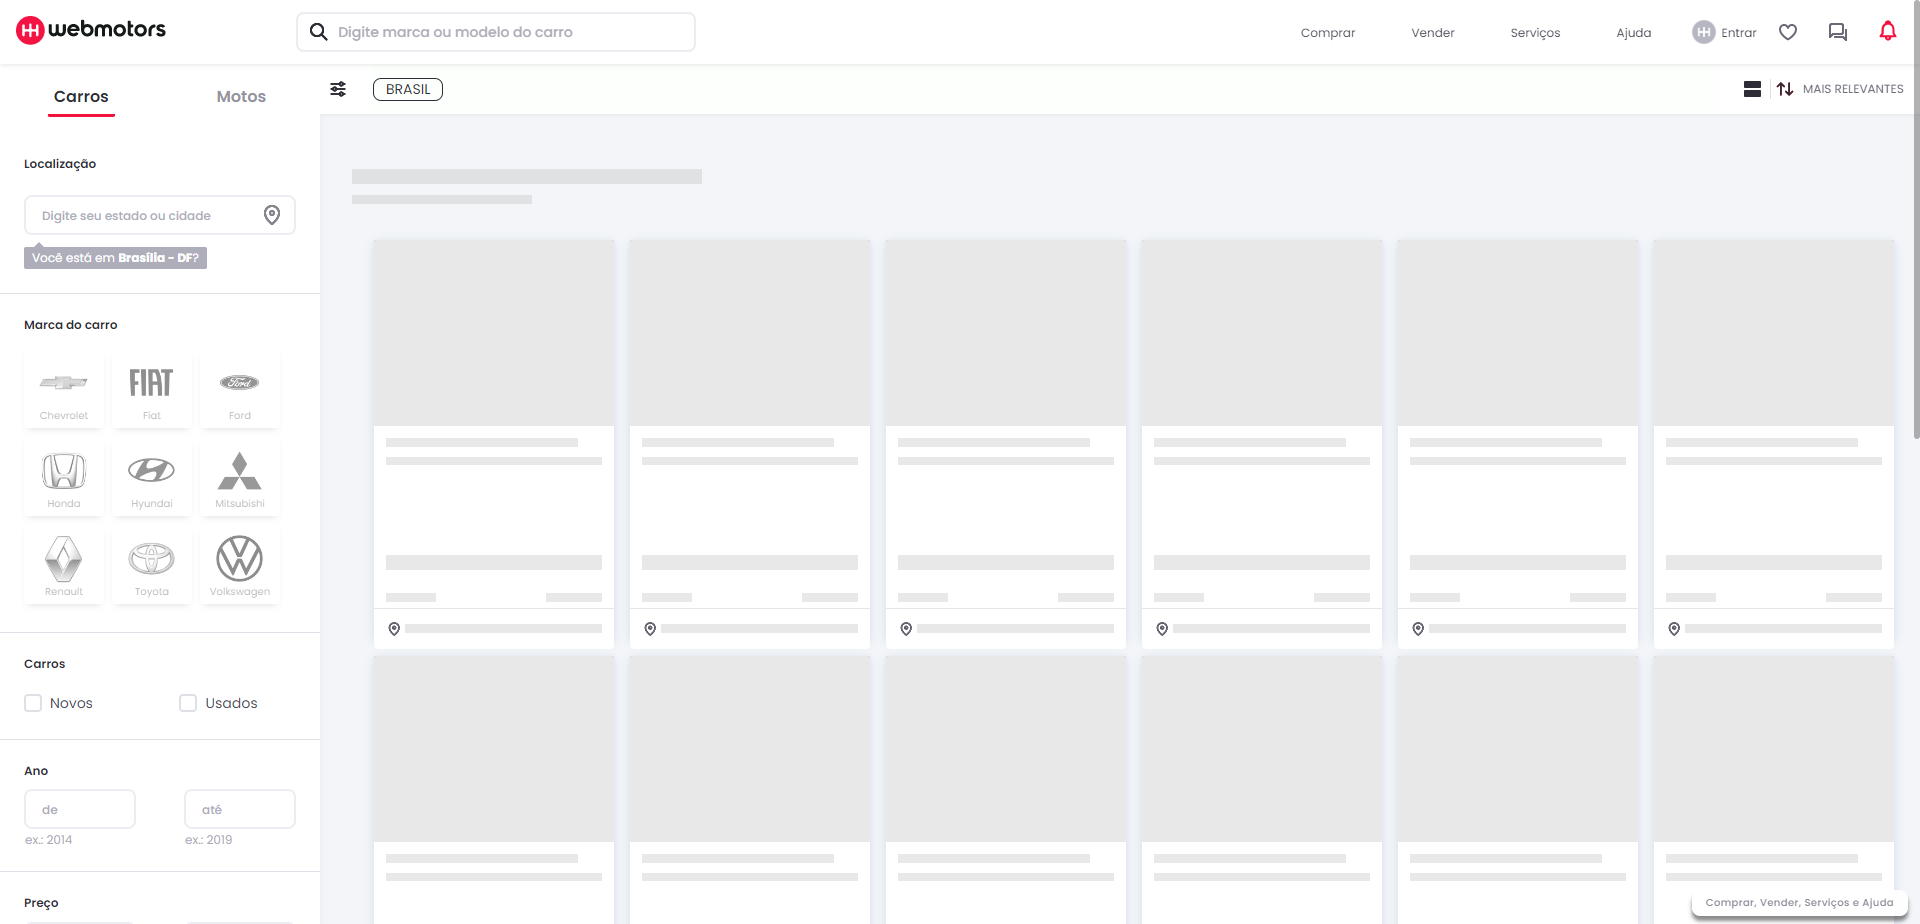 webmotors
Digite marca ou modelo do carro
Comprar
Vender
Serviços
Ajuda
Entrar
Carros
Motos
BRASIL
MAIS RELEVANTES
Localização
Digite seu estado ou cidade
Você está em Brasília - DF?
Marca do carro
FIAT
Ford
Chevrolet
Fiat
Ford
Honda
Hyundai
Mitsubishi
Renault
Toyota
Volkswagen
Carros
Novos
Usados
Ano
de
até
ex.: 2014
ex.: 2019
Preço
Comprar, Vender, Serviços e Ajuda